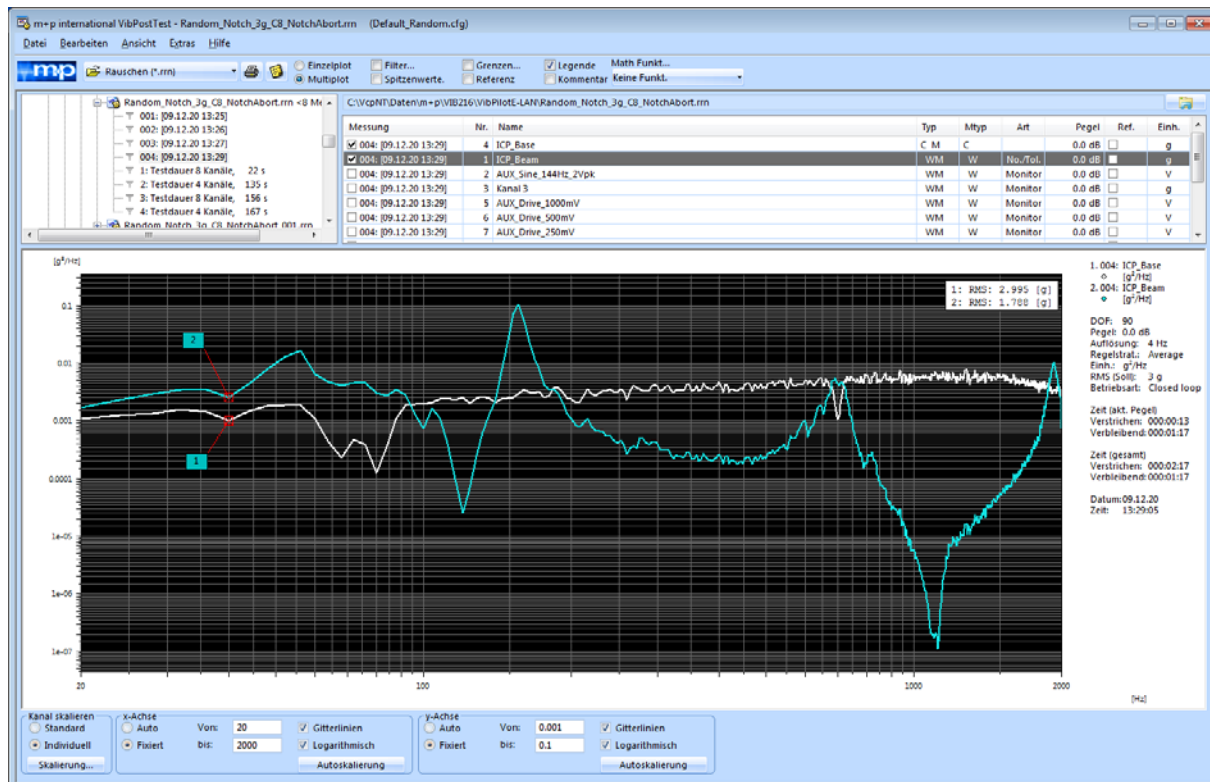 m+p international VibPostTest - Random_Notch_3g_C8_NotchAbort.rrn (Default_Random.cfg)
Datei Bearbeiten Ansicht Extras Hilfe
mp Rauschen (*.rrn) Einzelplot Filter... Grenzen... Legende Math Funkt...
Multiplot Spitzenwerte. Referenz Kommentar Keine Funkt.
Random_Notch_3g_C8_NotchAbort.rrn <8 Me
001: [09.12.20 13:25]
002: [09.12.20 13:26]
003: [09.12.20 13:27]
004: [09.12.20 13:29]
1: Testdauer 8 Kanäle, 22 s
2: Testdauer 4 Kanäle, 135 s
3: Testdauer 8 Kanäle, 156 s
4: Testdauer 4 Kanäle, 167 s
Random_Notch_3g_C8_NotchAbort_001.rrn
C:\VcpNT\Daten\m+p\VIB216\VibPilotE-LAN\Random_Notch_3g_C8_NotchAbort.rrn
Messung Nr. Name Typ Mtyp Art Pegel Ref. Einh.
004: [09.12.20 13:29] 4 ICP_Base C M C 0.0 dB g
004: [09.12.20 13:29] 1 ICP_Beam WM W No./Tol. 0.0 dB g
004: [09.12.20 13:29] 2 AUX_Sine_144Hz_2Vpk WM W Monitor 0.0 dB V
004: [09.12.20 13:29] 3 Kanal 3 WM W Monitor 0.0 dB g
004: [09.12.20 13:29] 5 AUX_Drive_1000mV WM W Monitor 0.0 dB V
004: [09.12.20 13:29] 6 AUX_Drive_500mV WM W Monitor 0.0 dB V
004: [09.12.20 13:29] 7 AUX_Drive_250mV WM W Monitor 0.0 dB V
[g²/Hz]
0.1
0.01
0.001
0.0001
1e-05
1e-06
1e-07
20 100 1000 2000
[Hz]
2
1
1: RMS: 2.995 [g]
2: RMS: 1.788 [g]
1. 004: ICP_Base
[g²/Hz]
2. 004: ICP_Beam
[g²/Hz]
DOF: 90
Pegel: 0.0 dB
Auflösung: 4 Hz
Regelstrat.: Average
Einh.: g²/Hz
RMS (Soll): 3 g
Betriebsart: Closed loop
Zeit (akt. Pegel)
Verstrichen: 000:00:13
Verbleibend: 000:01:17
Zeit (gesamt)
Verstrichen: 000:02:17
Verbleibend: 000:01:17
Datum: 09.12.20
Zeit: 13:29:05
Kanal skalieren
Standard
Individuell
Skalierung...
x-Achse
Auto Von: 20 Gitterlinien
Fixiert bis: 2000 Logarithmisch
Autoskalierung
y-Achse
Auto Von: 0.001 Gitterlinien
Fixiert bis: 0.1 Logarithmisch
Autoskalierung